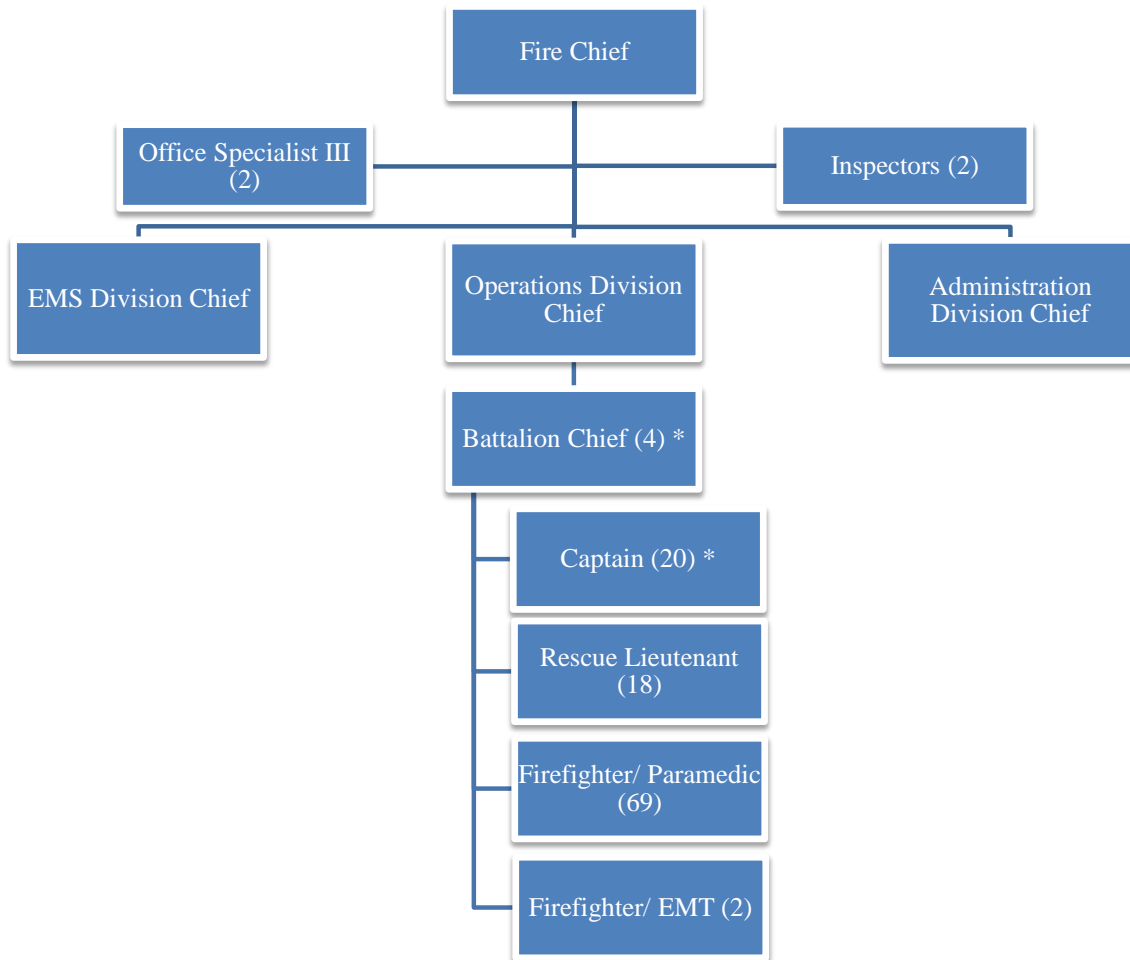 Fire Chief
Office Specialist III
(2)
Inspectors (2)
EMS Division Chief
Operations Division
Chief
Administration
Division Chief
Battalion Chief (4) *
Captain (20) *
Rescue Lieutenant
(18)
Firefighter/ Paramedic
(69)
Firefighter/ EMT (2)